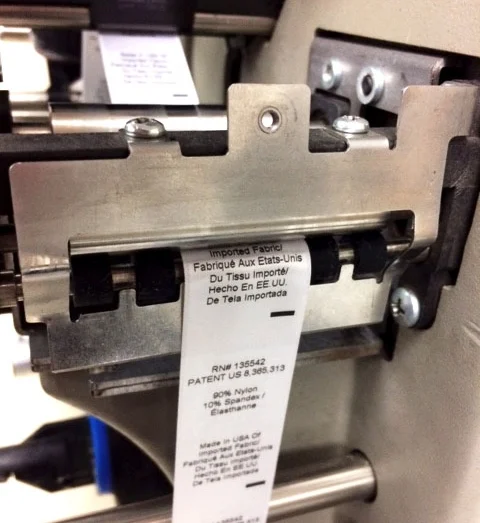 Imported Fabric/
Fabriqué Aux Etats-Unis
Du Tissu Importé/
Hecho En EE.UU.
De Tela Importada
RN# 135542
PATENT US 8,365,313
90% Nylon
10% Spandex /
Élasthanne
Made In USA Of
Imported Fabric/
Fabriqué Aux Etats-Unis
Du Tissu Importé/
Hecho En EE.UU.
De Tela Importada